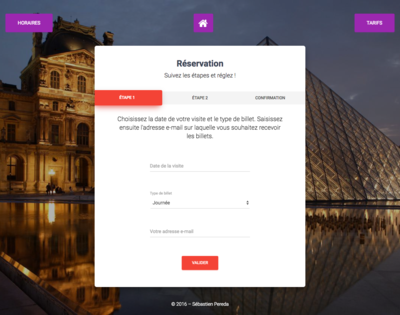 HORAIRES
TARIFS
Réservation
Suivez les étapes et réglez !
ÉTAPE 1
ÉTAPE 2
CONFIRMATION
Choisissez la date de votre visite et le type de billet. Saisissez
ensuite l'adresse e-mail sur laquelle vous souhaitez recevoir
les billets.
Date de la visite
Type de billet
Journée
Votre adresse e-mail
VALIDER
© 2016 – Sébastien Pereda